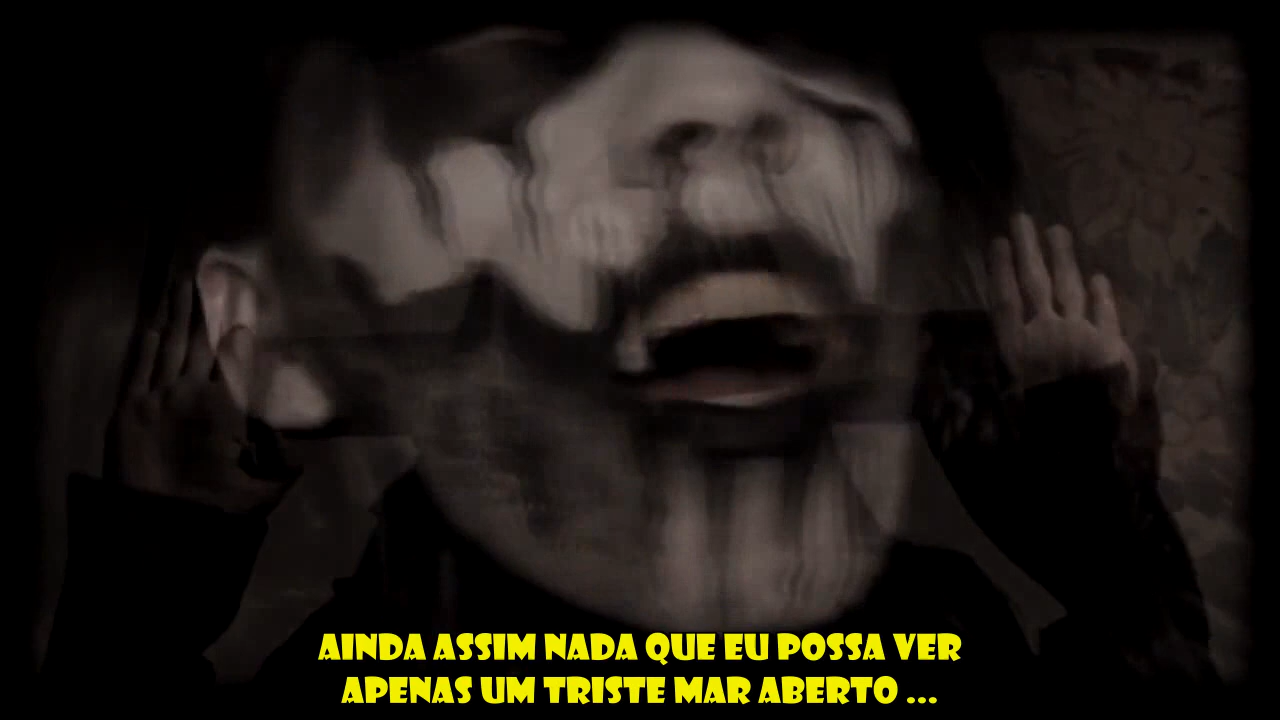 AINDA ASSIM NADA QUE EU POSSA VER
APENAS UM TRISTE MAR ABERTO ...